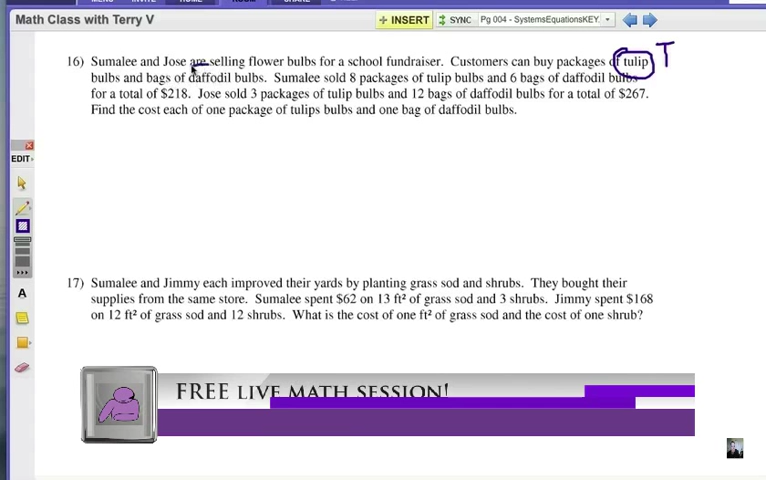 Math Class with Terry V
+ INSERT
SYNC
Pg 004 - SystemsEquationsKEY
16) Sumalee and Jose are selling flower bulbs for a school fundraiser. Customers can buy packages of tulip T
bulbs and bags of daffodil bulbs. Sumalee sold 8 packages of tulip bulbs and 6 bags of daffodil bulbs
for a total of $218. Jose sold 3 packages of tulip bulbs and 12 bags of daffodil bulbs for a total of $267.
Find the cost each of one package of tulips bulbs and one bag of daffodil bulbs.
EDIT
A
17) Sumalee and Jimmy each improved their yards by planting grass sod and shrubs. They bought their
supplies from the same store. Sumalee spent $62 on 13 ft² of grass sod and 3 shrubs. Jimmy spent $168
on 12 ft² of grass sod and 12 shrubs. What is the cost of one ft² of grass sod and the cost of one shrub?
FREE LIVE MATH SESSION!